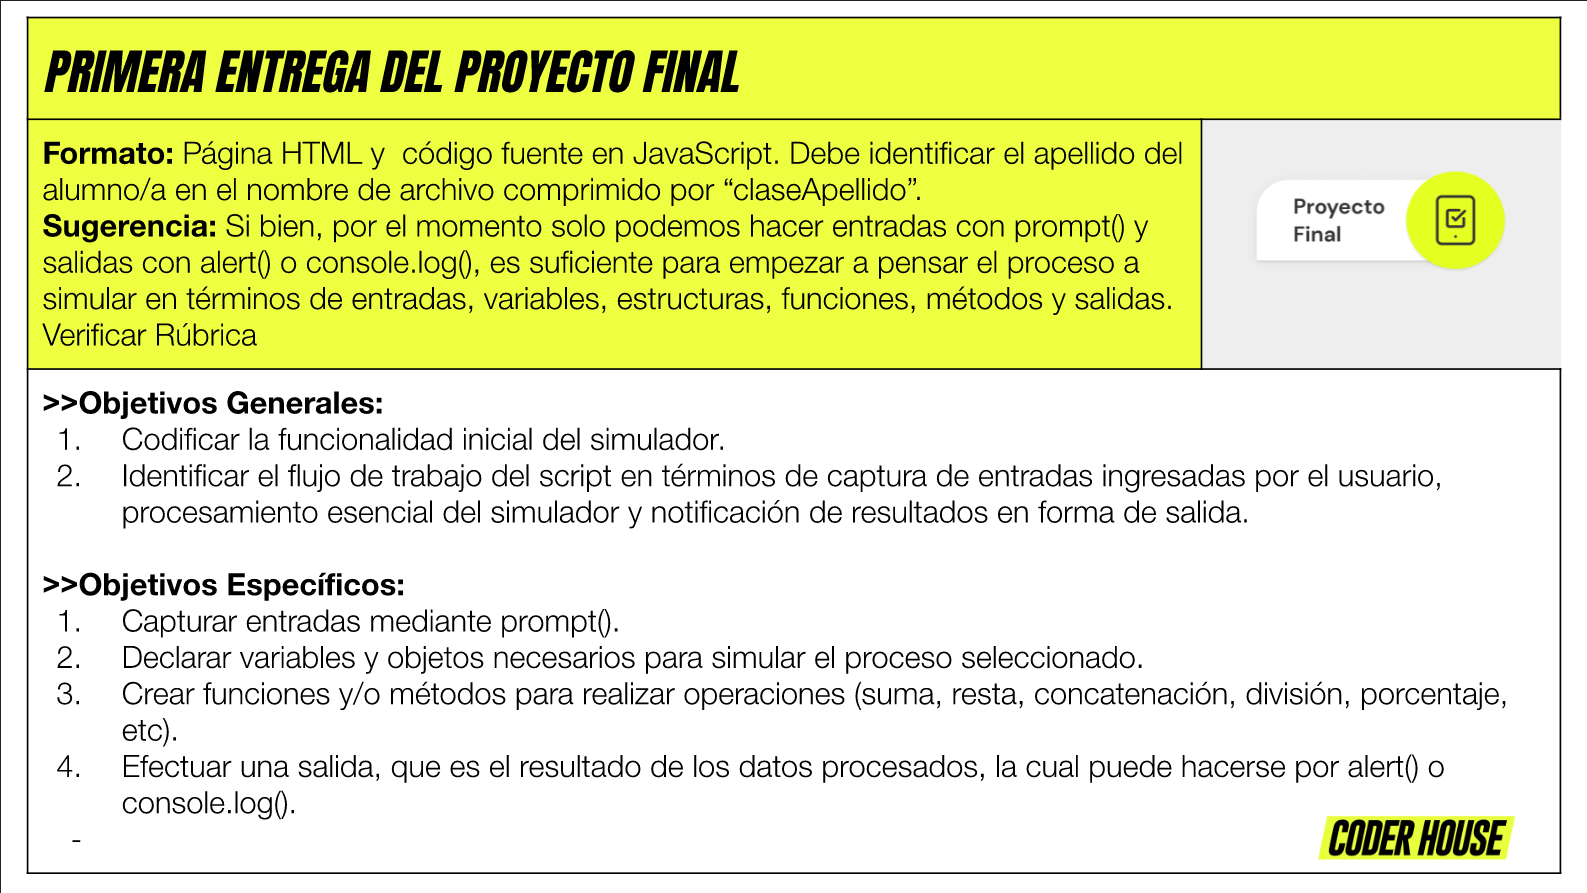 PRIMERA ENTREGA DEL PROYECTO FINAL
Formato: Página HTML y  código fuente en JavaScript. Debe identificar el apellido del
alumno/a en el nombre de archivo comprimido por “claseApellido”.
Sugerencia: Si bien, por el momento solo podemos hacer entradas con prompt() y
salidas con alert() o console.log(), es suficiente para empezar a pensar el proceso a
simular en términos de entradas, variables, estructuras, funciones, métodos y salidas.
Verificar Rúbrica
Proyecto
Final
>>Objetivos Generales:
1. Codificar la funcionalidad inicial del simulador.
2. Identificar el flujo de trabajo del script en términos de captura de entradas ingresadas por el usuario,
procesamiento esencial del simulador y notificación de resultados en forma de salida.
>>Objetivos Específicos:
1. Capturar entradas mediante prompt().
2. Declarar variables y objetos necesarios para simular el proceso seleccionado.
3. Crear funciones y/o métodos para realizar operaciones (suma, resta, concatenación, división, porcentaje,
etc).
4. Efectuar una salida, que es el resultado de los datos procesados, la cual puede hacerse por alert() o
console.log().
-
CODER HOUSE